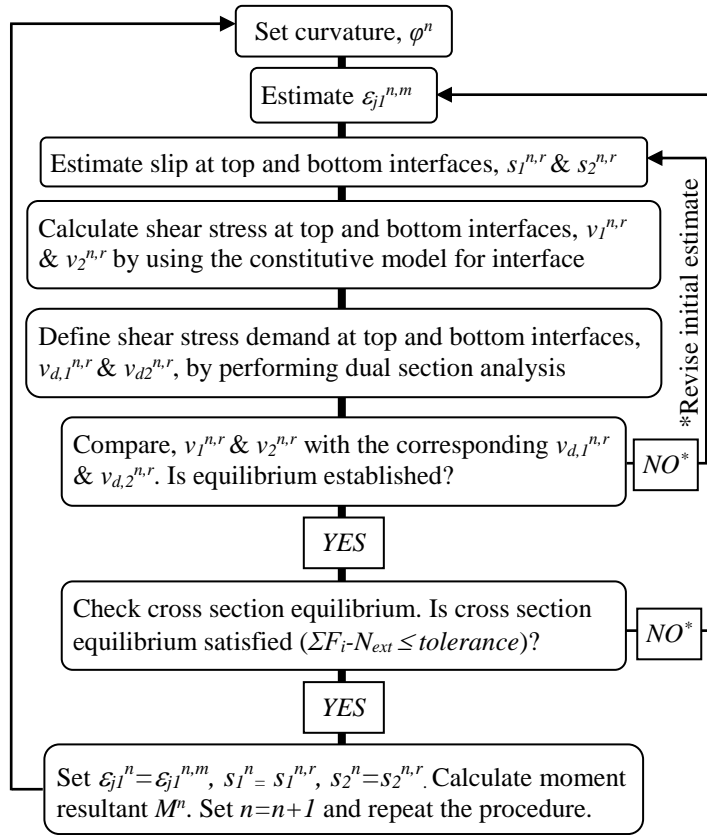 Set curvature, φⁿ
Estimate εj1ⁿ,ᵐ
Estimate slip at top and bottom interfaces, s1ⁿ,ʳ & s2ⁿ,ʳ
Calculate shear stress at top and bottom interfaces, v1ⁿ,ʳ
& v2ⁿ,ʳ by using the constitutive model for interface
Define shear stress demand at top and bottom interfaces,
vd,1ⁿ,ʳ & vd2ⁿ,ʳ, by performing dual section analysis
Compare, v1ⁿ,ʳ & v2ⁿ,ʳ with the corresponding vd,1ⁿ,ʳ
& vd,2ⁿ,ʳ. Is equilibrium established?
NO*
*Revise initial estimate
YES
Check cross section equilibrium. Is cross section
equilibrium satisfied (ΣFi-Next ≤ tolerance)?
NO*
YES
Set εj1ⁿ=εj1ⁿ,ᵐ, s1ⁿ = s1ⁿ,ʳ, s2ⁿ=s2ⁿ,ʳ. Calculate moment
resultant Mⁿ. Set n=n+1 and repeat the procedure.